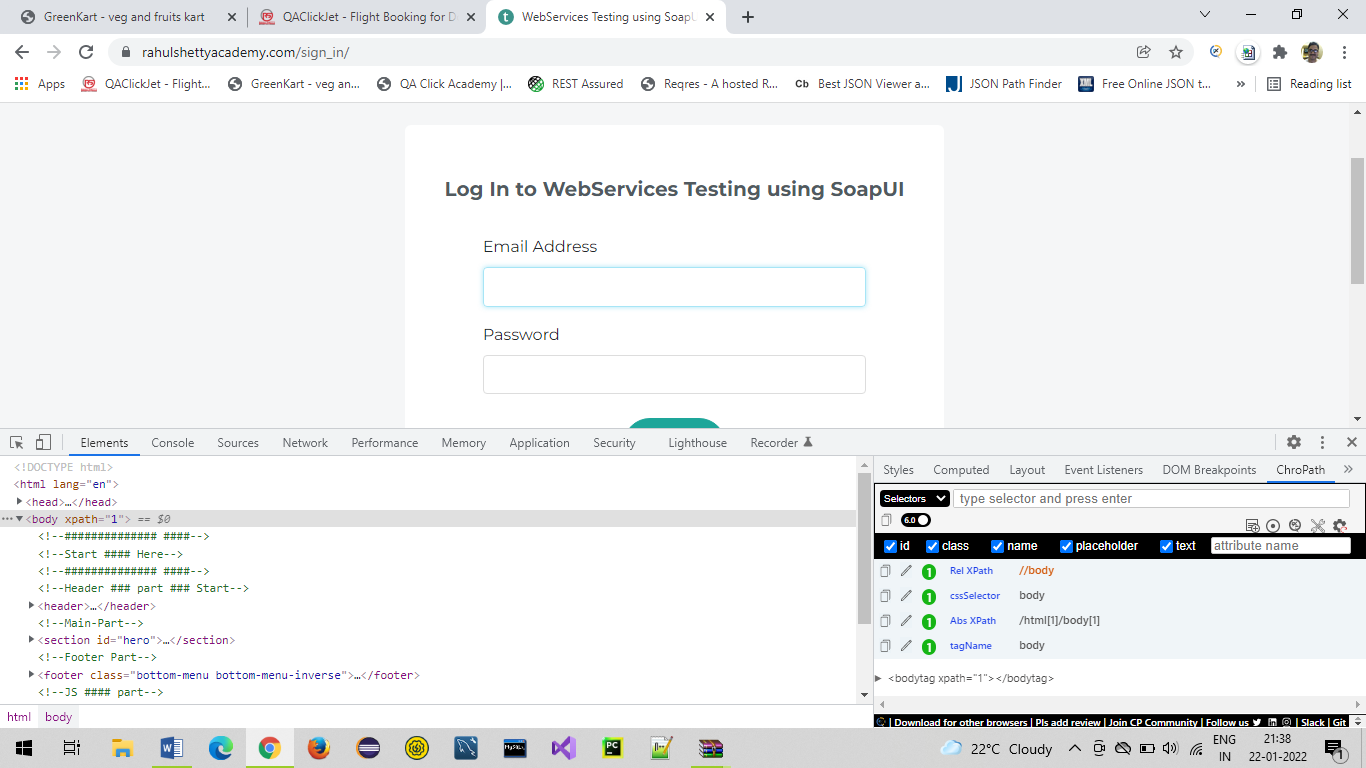 GreenKart - veg and fruits kart
QAClickJet - Flight Booking for D
WebServices Testing using SoapU
rahulshettyacademy.com/sign_in/
Apps QAClickJet - Flight... GreenKart - veg an... QA Click Academy |... REST Assured Reqres - A hosted R... Cb Best JSON Viewer a... JSON Path Finder XML Free Online JSON t... » Reading list
Log In to WebServices Testing using SoapUI
Email Address
Password
Elements Console Sources Network Performance Memory Application Security Lighthouse Recorder
<!DOCTYPE html>
<html lang="en">
<head>…</head>
<body xpath="1"> == $0
<!--############## ####-->
<!--Start #### Here-->
<!--############## ####-->
<!--Header ### part ### Start-->
<header>…</header>
<!--Main-Part-->
<section id="hero">…</section>
<!--Footer Part-->
<footer class="bottom-menu bottom-menu-inverse">…</footer>
<!--JS #### part-->
html body
Styles Computed Layout Event Listeners DOM Breakpoints ChroPath »
Selectors type selector and press enter
6.0
id class name placeholder text attribute name
1 Rel XPath //body
1 cssSelector body
1 Abs XPath /html[1]/body[1]
1 tagName body
<bodytag xpath="1"></bodytag>
| Download for other browsers | Pls add review | Join CP Community | Follow us | Slack | Git
22°C Cloudy
ENG
IN
21:38
22-01-2022
1